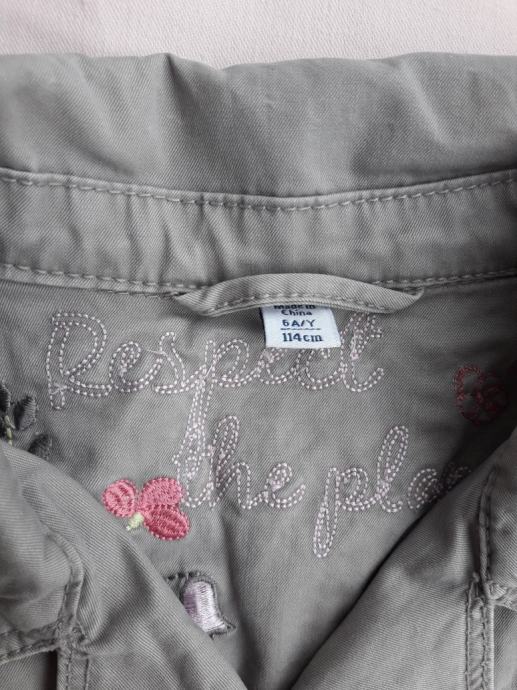 Made in
China
6A/Y
114cm
Respect
the pla